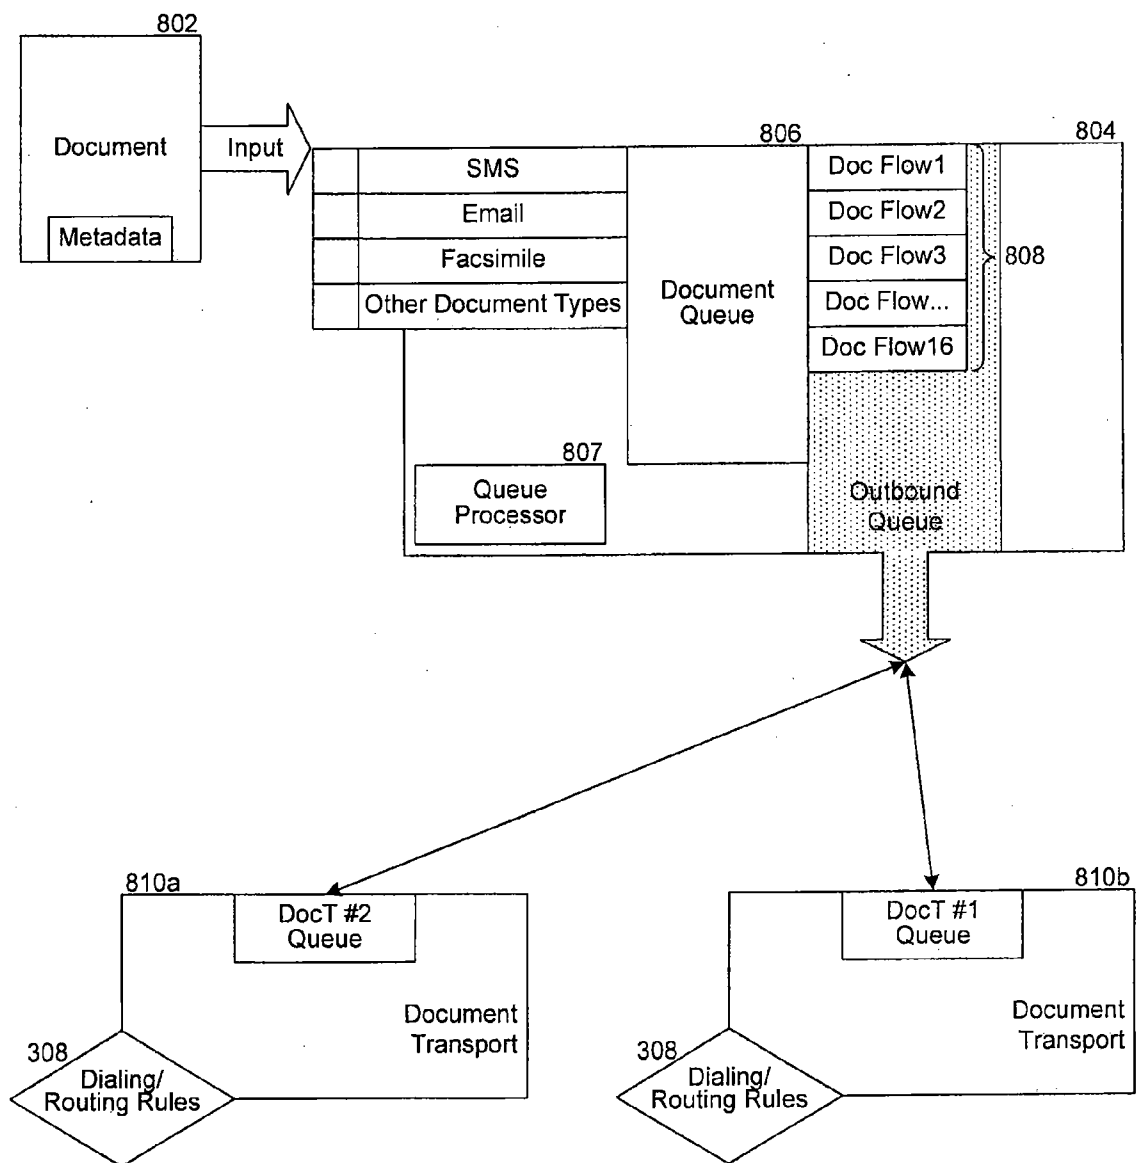 802
Document
Metadata
Input
806
804
SMS
Email
Facsimile
Other Document Types
Document
Queue
Doc Flow1
Doc Flow2
Doc Flow3
Doc Flow...
Doc Flow16
808
807
Queue
Processor
Outbound
Queue
810a
DocT #2
Queue
Document
Transport
308
Dialing/
Routing Rules
810b
DocT #1
Queue
Document
Transport
308
Dialing/
Routing Rules